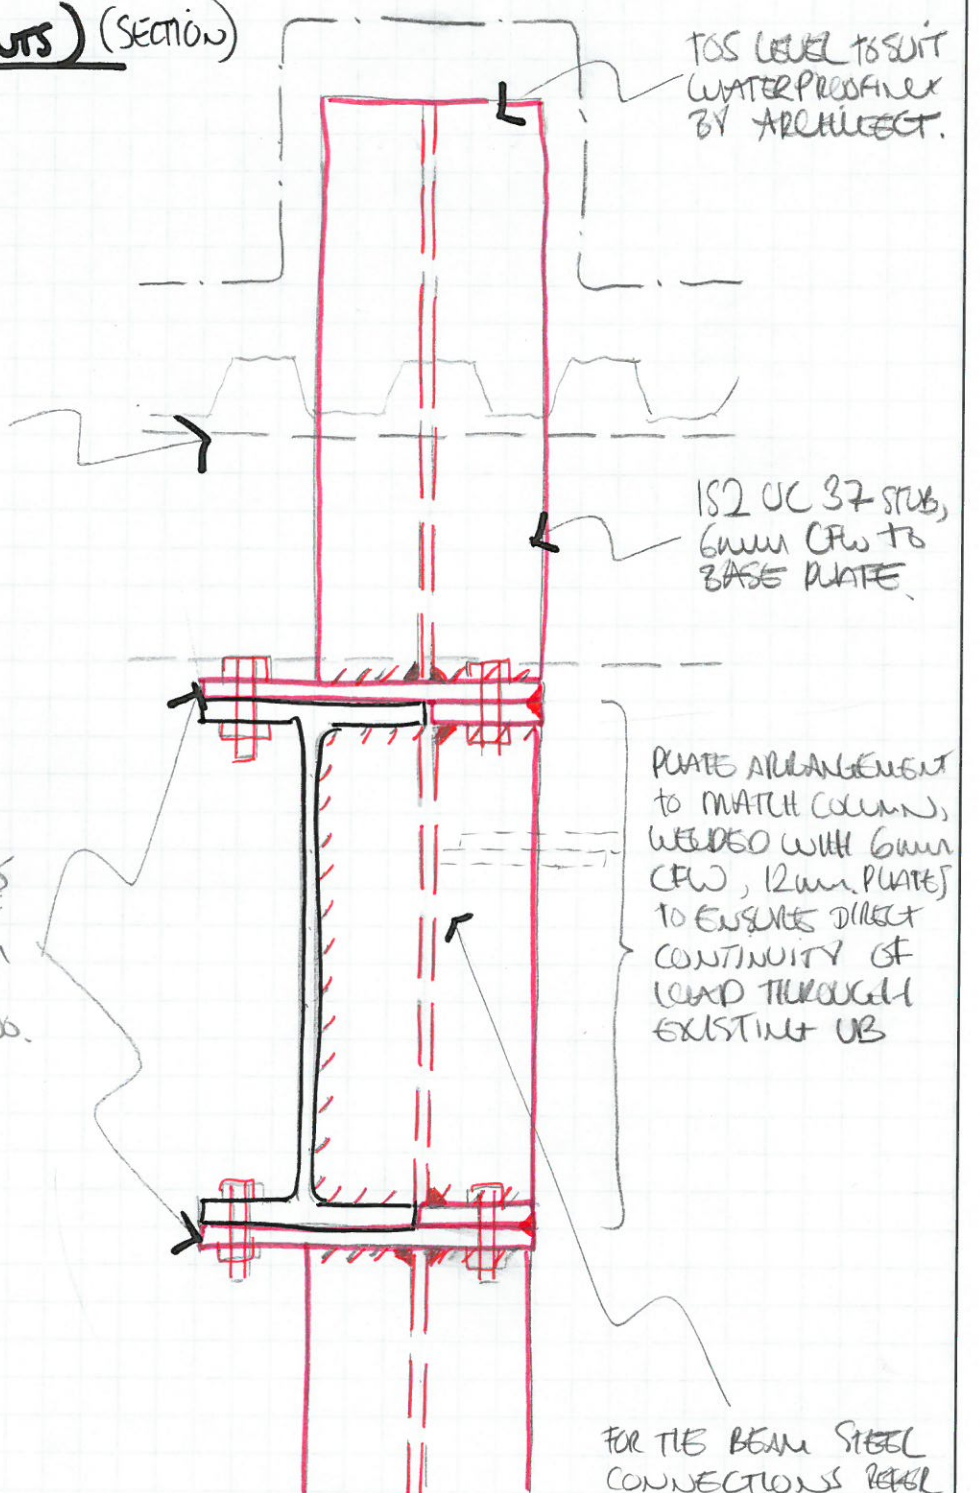 UTS) (SECTION)
TOS LEVEL TO SUIT
WATERPROOFING
BY ARCHITECT.
152 UC 37 STUB,
6mm CFW TO
BASE PLATE.
PLATE ARRANGEMENT
TO MATCH COLUMN,
WELDED WITH 6mm
CFW, 12mm PLATES
TO ENSURE DIRECT
CONTINUITY OF
LOAD THROUGH
EXISTING UB
FOR TIE BEAM STEEL
CONNECTIONS REFER